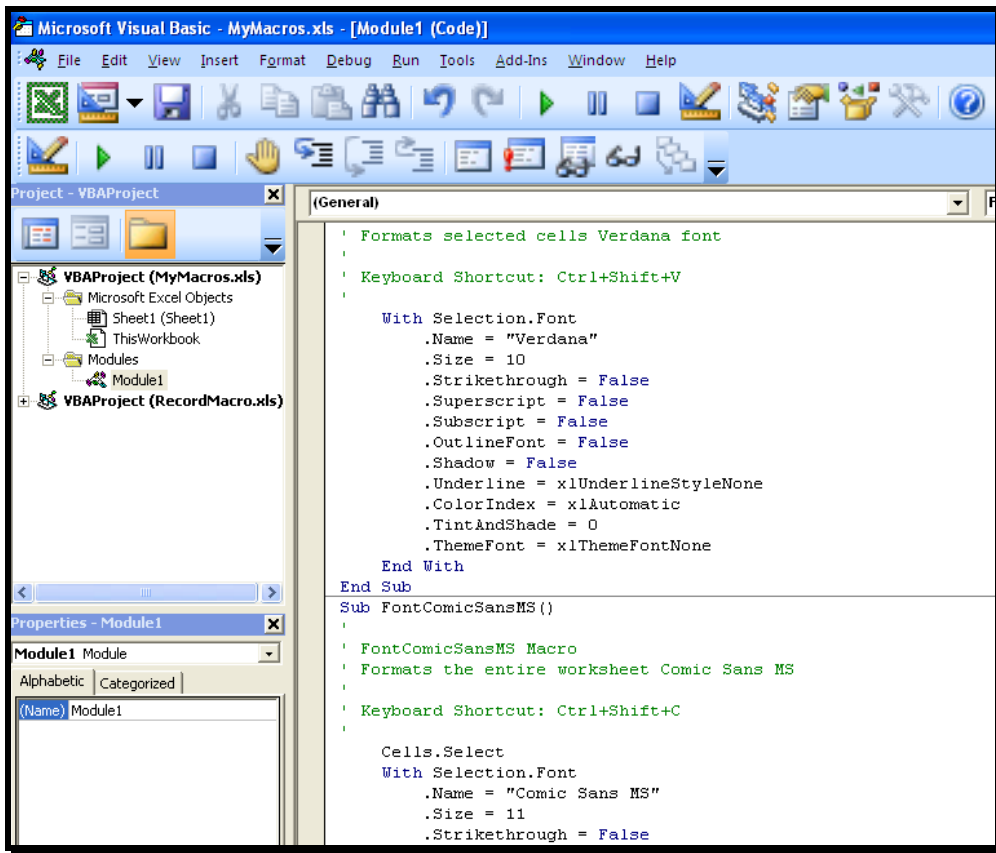 Microsoft Visual Basic - MyMacros.xls - [Module1 (Code)]
File Edit View Insert Format Debug Run Tools Add-Ins Window Help
Project - VBAProject
VBAProject (MyMacros.xls)
Microsoft Excel Objects
Sheet1 (Sheet1)
ThisWorkbook
Modules
Module1
VBAProject (RecordMacro.xls)
Properties - Module1
Module1 Module
Alphabetic Categorized
(Name) Module1
(General)
' Formats selected cells Verdana font
'
' Keyboard Shortcut: Ctrl+Shift+V
'
With Selection.Font
.Name = "Verdana"
.Size = 10
.Strikethrough = False
.Superscript = False
.Subscript = False
.OutlineFont = False
.Shadow = False
.Underline = xlUnderlineStyleNone
.ColorIndex = xlAutomatic
.TintAndShade = 0
.ThemeFont = xlThemeFontNone
End With
End Sub
Sub FontComicSansMS()
'
' FontComicSansMS Macro
' Formats the entire worksheet Comic Sans MS
'
' Keyboard Shortcut: Ctrl+Shift+C
'
Cells.Select
With Selection.Font
.Name = "Comic Sans MS"
.Size = 11
.Strikethrough = False